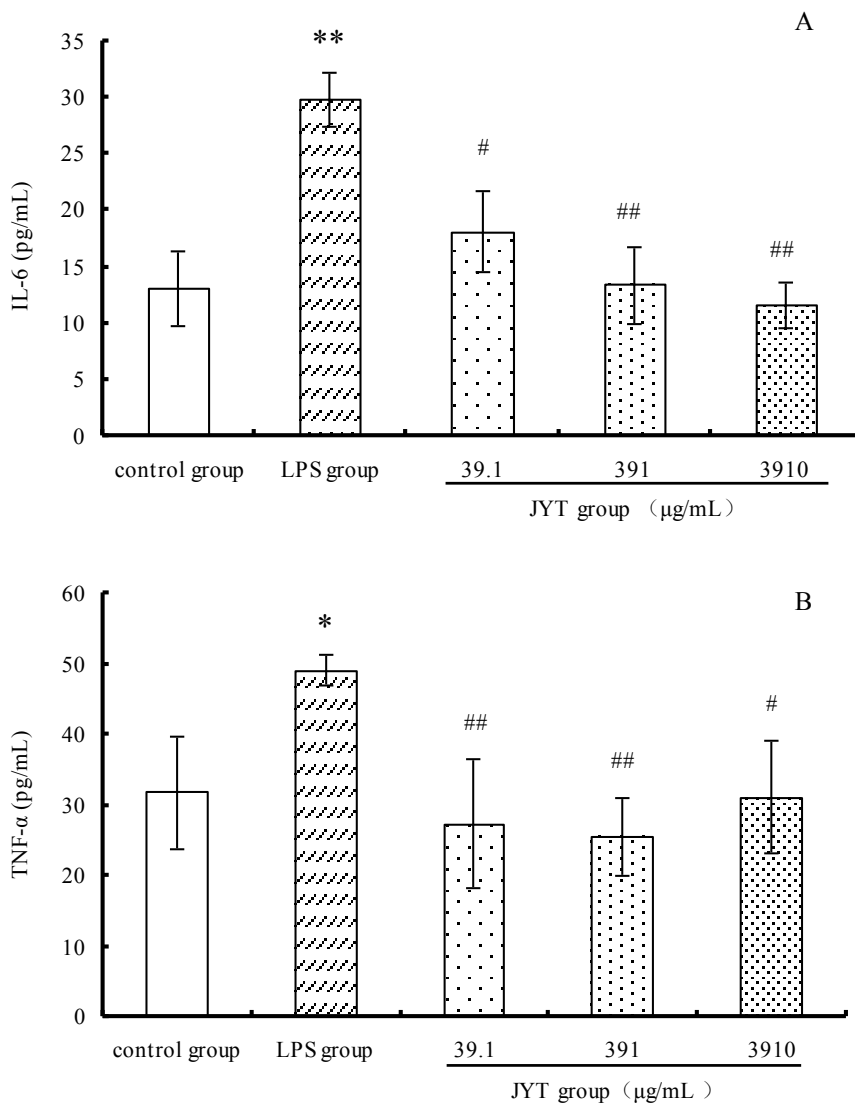 A
35
30
25
20
15
10
5
0
IL-6 (pg/mL)
**
#
##
##
control group LPS group 39.1 391 3910
JYT group （μg/mL）
B
60
50
40
30
20
10
0
TNF-α (pg/mL)
*
##
##
#
control group LPS group 39.1 391 3910
JYT group（μg/mL ）